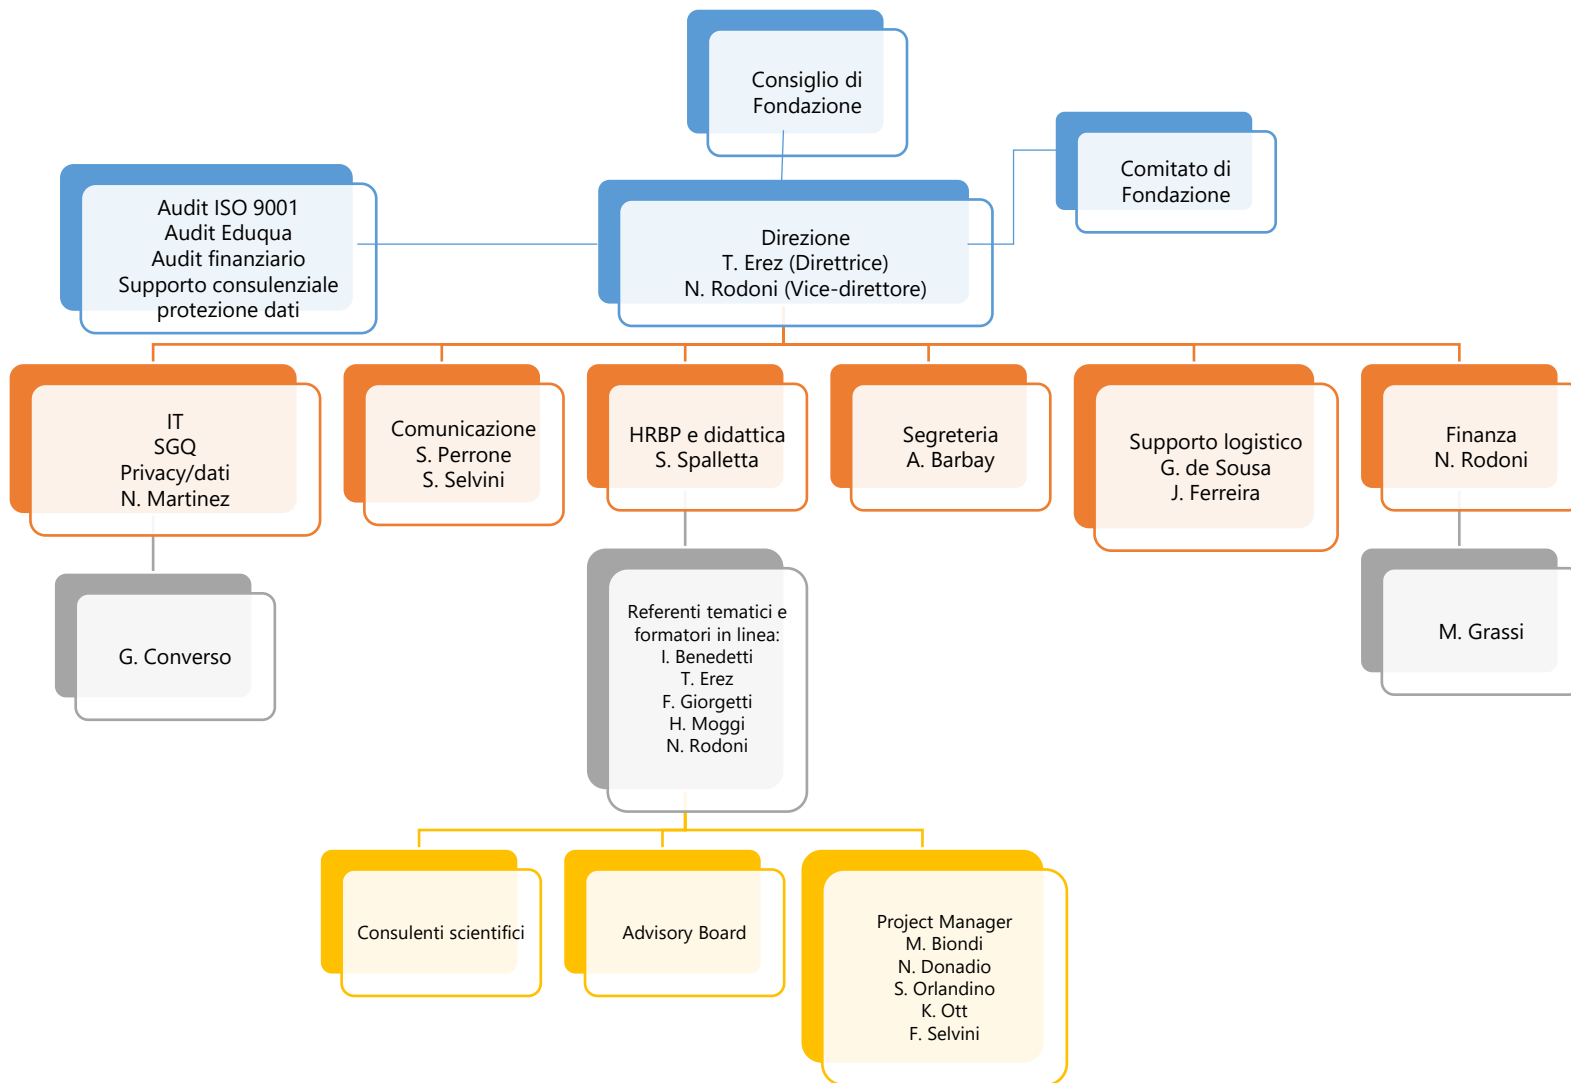 Consiglio di
Fondazione
Comitato di
Fondazione
Audit ISO 9001
Audit Eduqua
Audit finanziario
Supporto consulenziale
protezione dati
Direzione
T. Erez (Direttrice)
N. Rodoni (Vice-direttore)
IT
SGQ
Privacy/dati
N. Martinez
Comunicazione
S. Perrone
S. Selvini
HRBP e didattica
S. Spalletta
Segreteria
A. Barbay
Supporto logistico
G. de Sousa
J. Ferreira
Finanza
N. Rodoni
G. Converso
Referenti tematici e
formatori in linea:
I. Benedetti
T. Erez
F. Giorgetti
H. Moggi
N. Rodoni
M. Grassi
Consulenti scientifici
Advisory Board
Project Manager
M. Biondi
N. Donadio
S. Orlandino
K. Ott
F. Selvini